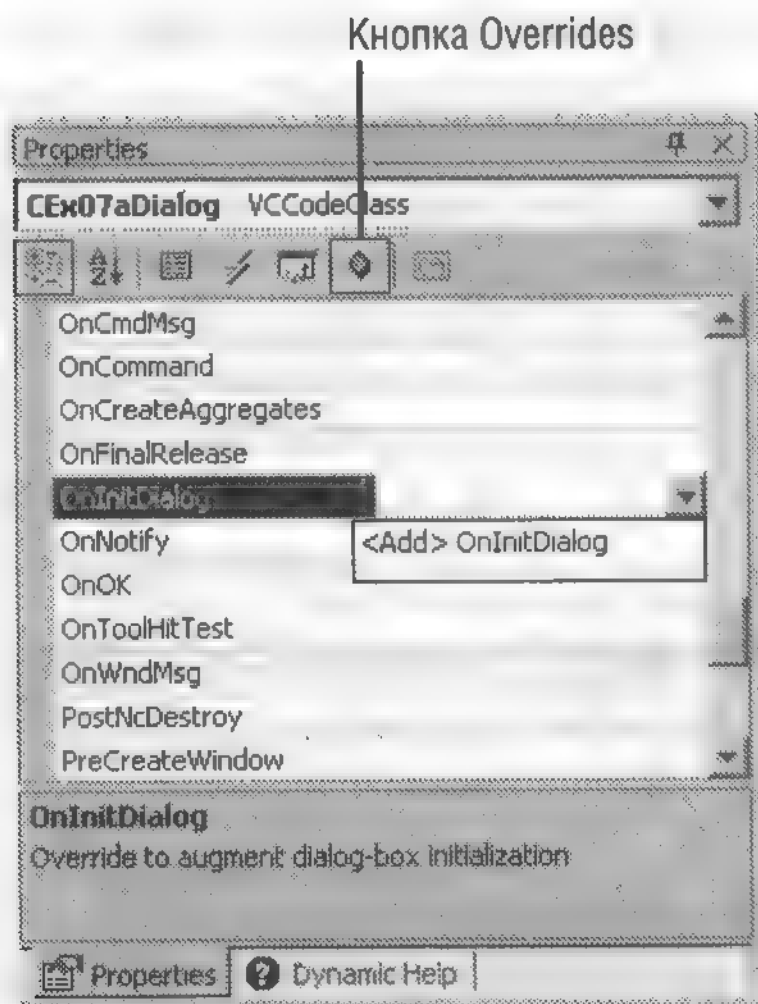 Кнопка Overrides
Properties
CEx07aDialog VCCodeClass
OnCmdMsg
OnCommand
OnCreateAggregates
OnFinalRelease
OnInitDialog
OnNotify
<Add> OnInitDialog
OnOK
OnToolHitTest
OnWndMsg
PostNcDestroy
PreCreateWindow
OnInitDialog
Override to augment dialog-box initialization
Properties
Dynamic Help